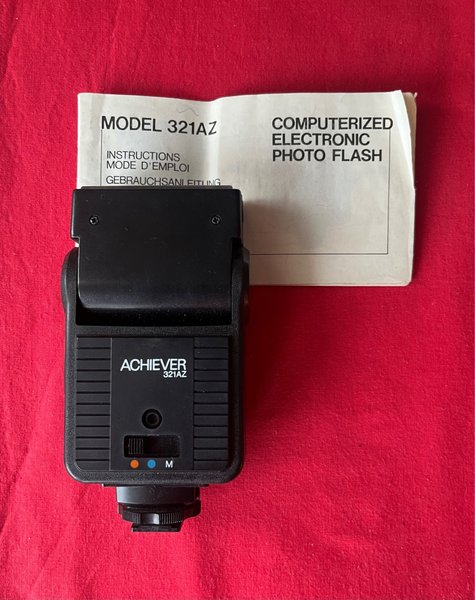 MODEL 321AZ
INSTRUCTIONS
MODE D'EMPLOI
GEBRAUCHSANLEITUNG
COMPUTERIZED
ELECTRONIC
PHOTO FLASH
ACHIEVER
321AZ
M